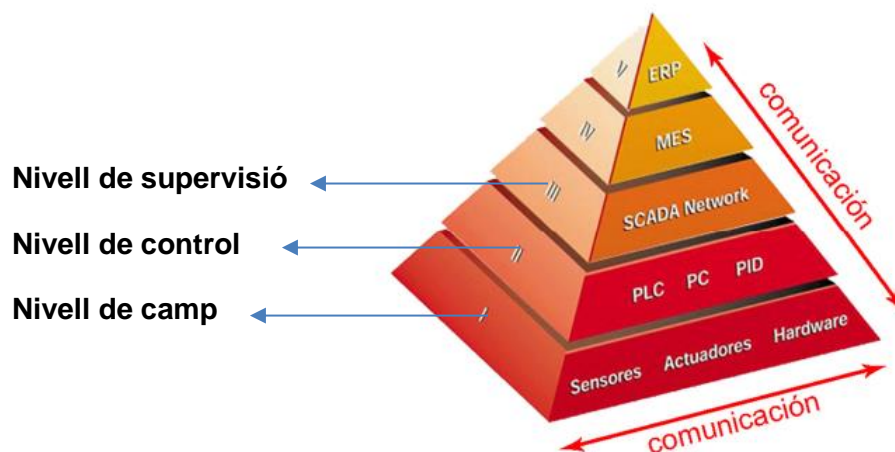 V ERP
IV MES
comunicación
Nivell de supervisió
III SCADA Network
Nivell de control
II PLC PC PID
Nivell de camp
I Sensores Actuadores Hardware
comunicación